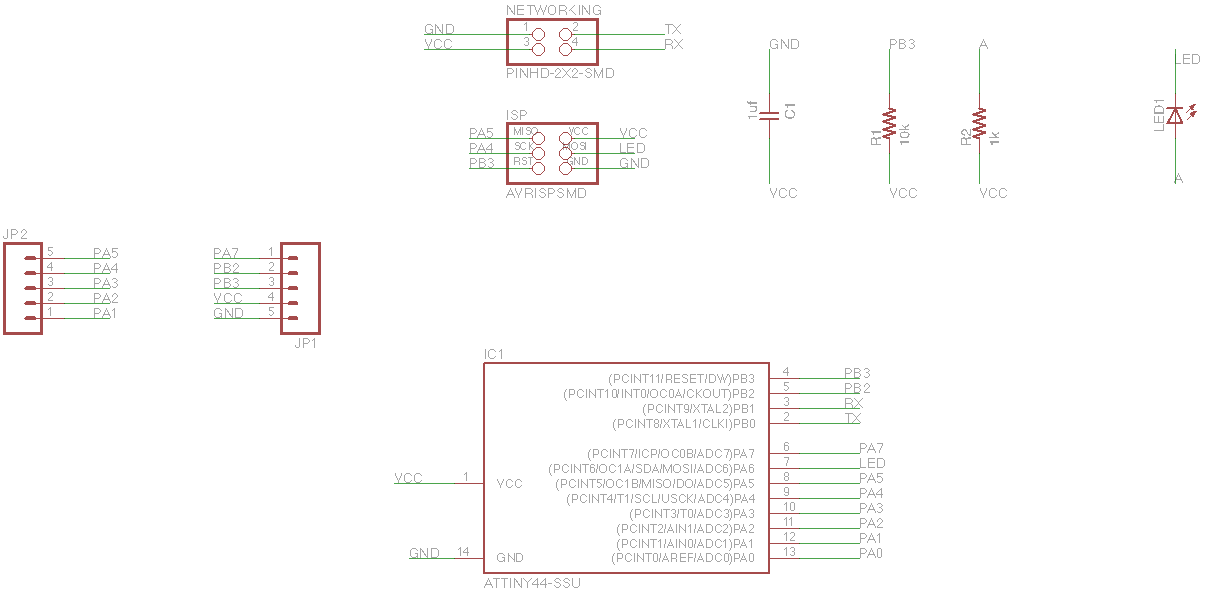 NETWORKING
GND 1 2 TX
VCC 3 4 RX
PINHD-2X2-SMD
ISP
PA5 MISO VCC VCC
PA4 SCK MOSI LED
PB3 RST GND GND
AVRISPSMD
GND
1uf
C1
VCC
PB3
R1
10k
VCC
A
R2
1k
VCC
LED
LED1
A
JP2
5 PA5
4 PA4
3 PA3
2 PA2
1 PA1
PA7 1
PB2 2
PB3 3
VCC 4
GND 5
JP1
IC1
(PCINT11/RESET/DW)PB3 4 PB3
(PCINT10/INT0/OC0A/CKOUT)PB2 5 PB2
(PCINT9/XTAL2)PB1 3 RX
(PCINT8/XTAL1/CLKI)PB0 2 TX
(PCINT7/ICP/OC0B/ADC7)PA7 6 PA7
(PCINT6/OC1A/SDA/MOSI/ADC6)PA6 7 LED
(PCINT5/OC1B/MISO/DO/ADC5)PA5 8 PA5
(PCINT4/T1/SCL/USCK/ADC4)PA4 9 PA4
(PCINT3/T0/ADC3)PA3 10 PA3
(PCINT2/AIN1/ADC2)PA2 11 PA2
(PCINT1/AIN0/ADC1)PA1 12 PA1
(PCINT0/AREF/ADC0)PA0 13 PA0
VCC 1 VCC
GND 14 GND
ATTINY44-SSU